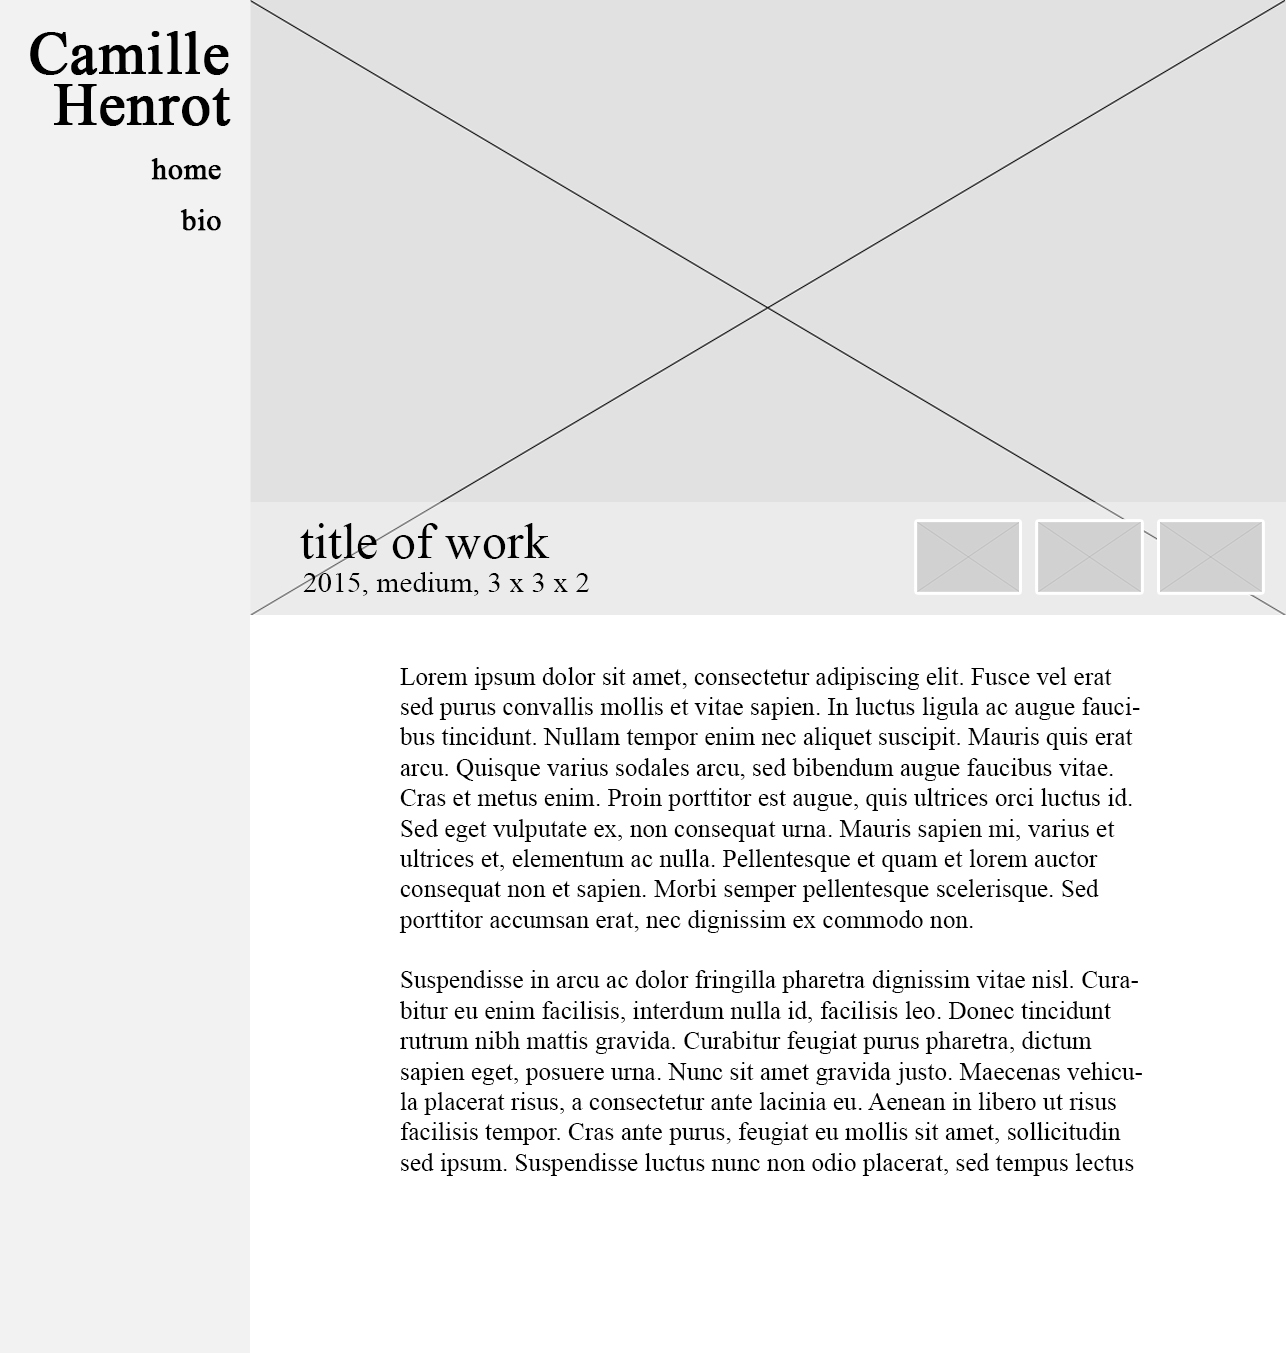 Camille
Henrot
home
bio
title of work
2015, medium, 3 x 3 x 2
Lorem ipsum dolor sit amet, consectetur adipiscing elit. Fusce vel erat
sed purus convallis mollis et vitae sapien. In luctus ligula ac augue fauci-
bus tincidunt. Nullam tempor enim nec aliquet suscipit. Mauris quis erat
arcu. Quisque varius sodales arcu, sed bibendum augue faucibus vitae.
Cras et metus enim. Proin porttitor est augue, quis ultrices orci luctus id.
Sed eget vulputate ex, non consequat urna. Mauris sapien mi, varius et
ultrices et, elementum ac nulla. Pellentesque et quam et lorem auctor
consequat non et sapien. Morbi semper pellentesque scelerisque. Sed
porttitor accumsan erat, nec dignissim ex commodo non.
Suspendisse in arcu ac dolor fringilla pharetra dignissim vitae nisl. Cura-
bitur eu enim facilisis, interdum nulla id, facilisis leo. Donec tincidunt
rutrum nibh mattis gravida. Curabitur feugiat purus pharetra, dictum
sapien eget, posuere urna. Nunc sit amet gravida justo. Maecenas vehicu-
la placerat risus, a consectetur ante lacinia eu. Aenean in libero ut risus
facilisis tempor. Cras ante purus, feugiat eu mollis sit amet, sollicitudin
sed ipsum. Suspendisse luctus nunc non odio placerat, sed tempus lectus